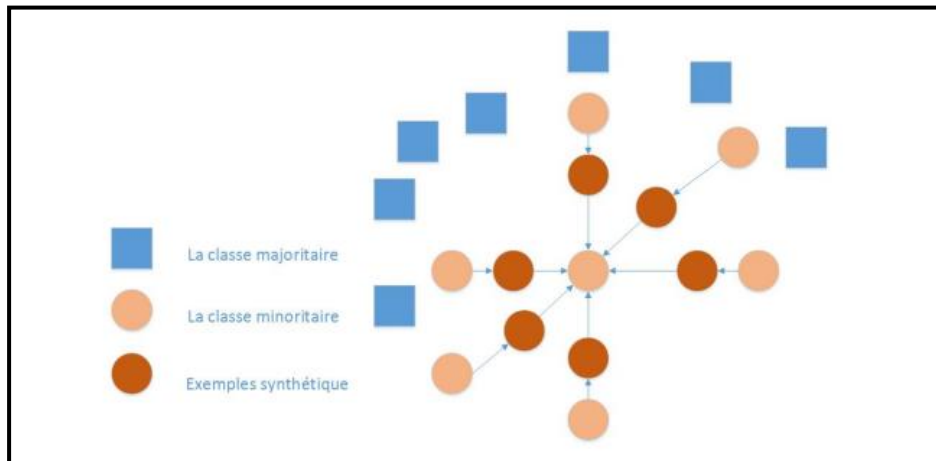 La classe majoritaire
La classe minoritaire
Exemples synthétique